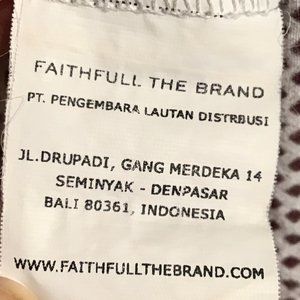 FAITHFULL THE BRAND
PT. PENGEMBARA LAUTAN DISTRBUSI
JL.DRUPADI, GANG MERDEKA 14
SEMINYAK - DENPASAR
BALI 80361, INDONESIA
WWW.FAITHFULLTHEBRAND.COM